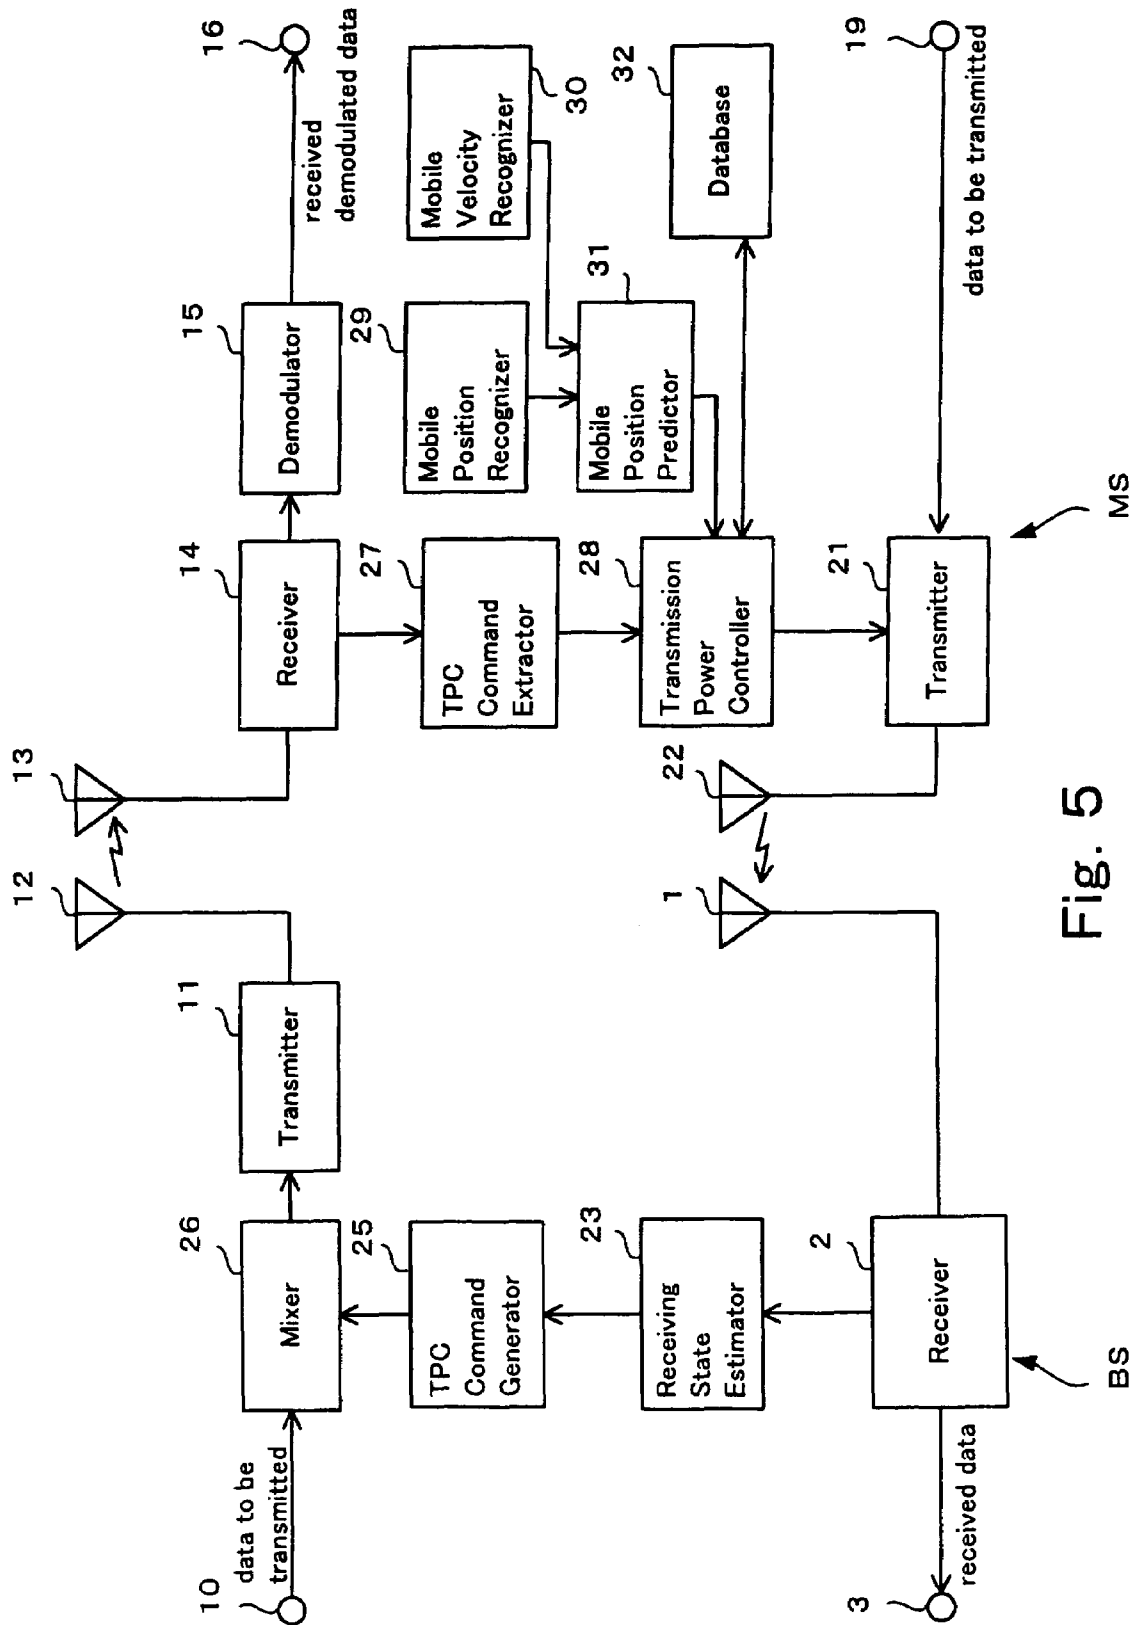 10
data to be
transmitted
26
Mixer
11
Transmitter
12
13
14
Receiver
15
Demodulator
received
demodulated data
16
25
TPC
Command
Generator
27
TPC
Command
Extractor
29
Mobile
Position
Recognizer
Mobile
Velocity
Recognizer
30
23
Receiving
State
Estimator
28
Transmission
Power
Controller
31
Mobile
Position
Predictor
32
Database
3
received data
2
Receiver
BS
1
22
21
Transmitter
MS
19
data to be transmitted
Fig. 5